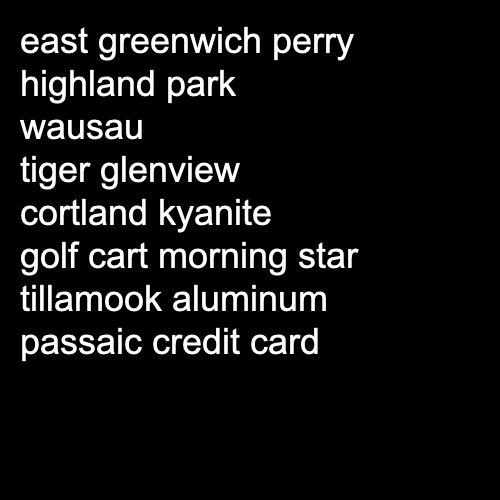 east greenwich perry
highland park
wausau
tiger glenview
cortland kyanite
golf cart morning star
tillamook aluminum
passaic credit card